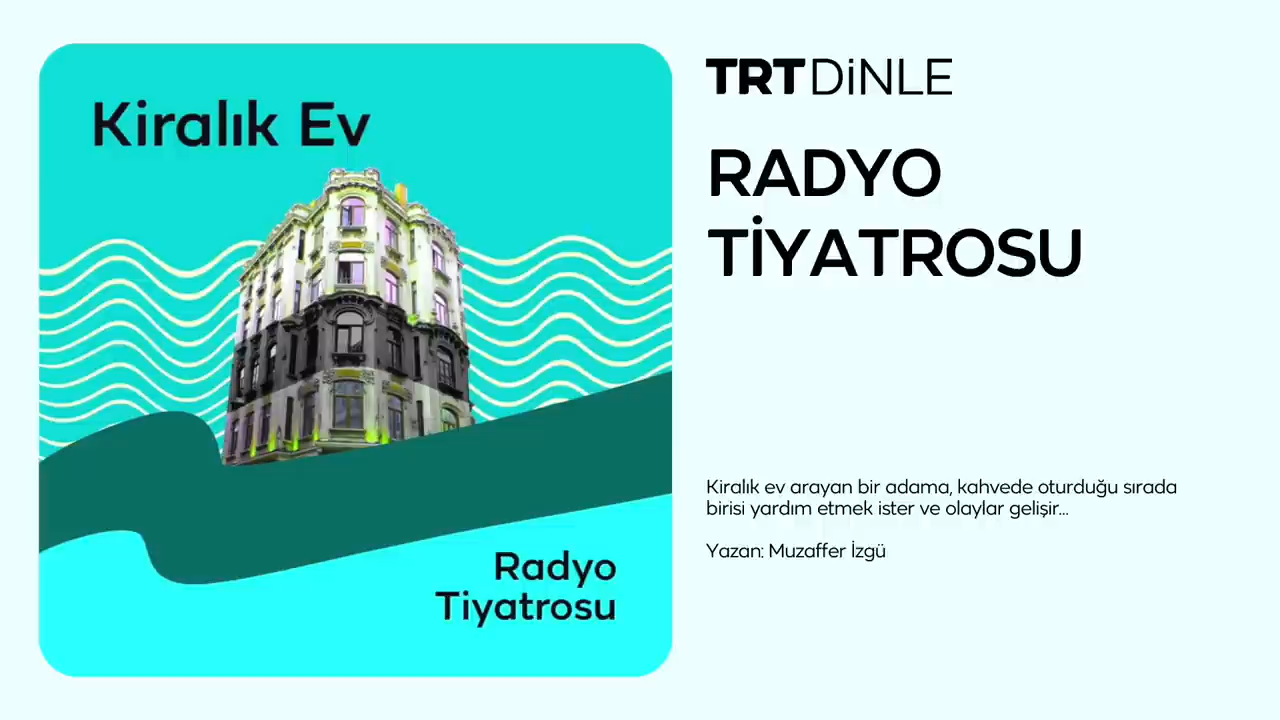 Kiralık Ev
Radyo
Tiyatrosu
TRT DİNLE
RADYO
TİYATROSU
Kiralık ev arayan bir adama, kahvede oturduğu sırada
birisi yardım etmek ister ve olaylar gelişir...
Yazan: Muzaffer İzgü